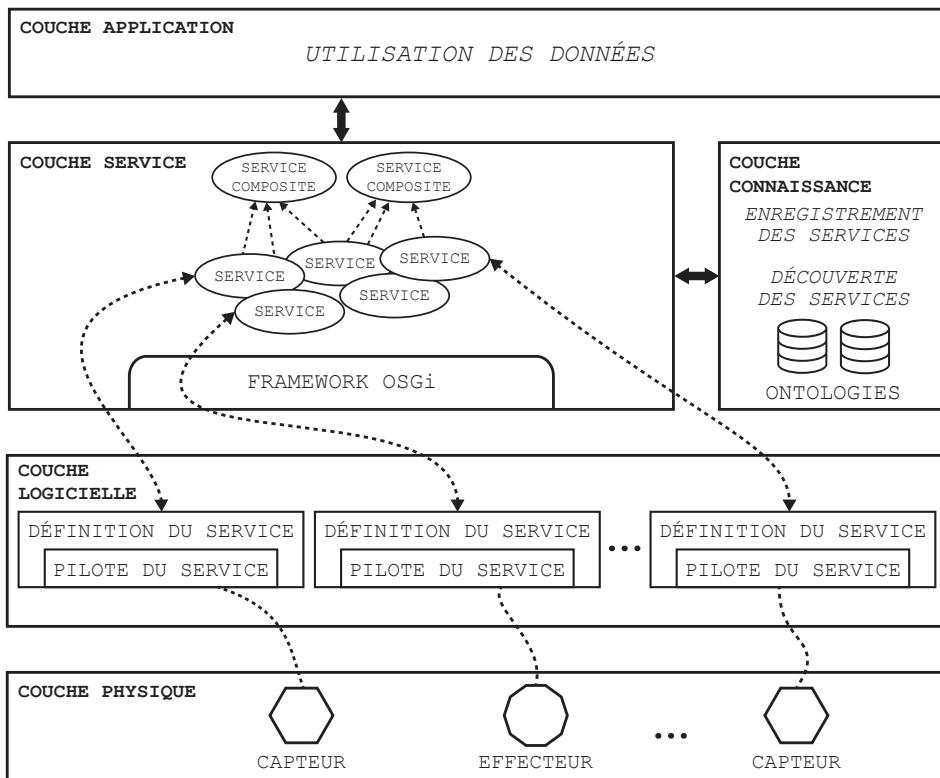 COUCHE APPLICATION
UTILISATION DES DONNÉES
COUCHE SERVICE
SERVICE
COMPOSITE
SERVICE
COMPOSITE
SERVICE
SERVICE
SERVICE
SERVICE
SERVICE
FRAMEWORK OSGi
COUCHE
CONNAISSANCE
ENREGISTREMENT
DES SERVICES
DÉCOUVERTE
DES SERVICES
ONTOLOGIES
COUCHE
LOGICIELLE
DÉFINITION DU SERVICE
PILOTE DU SERVICE
DÉFINITION DU SERVICE
PILOTE DU SERVICE
...
DÉFINITION DU SERVICE
PILOTE DU SERVICE
COUCHE PHYSIQUE
CAPTEUR
EFFECTEUR
...
CAPTEUR